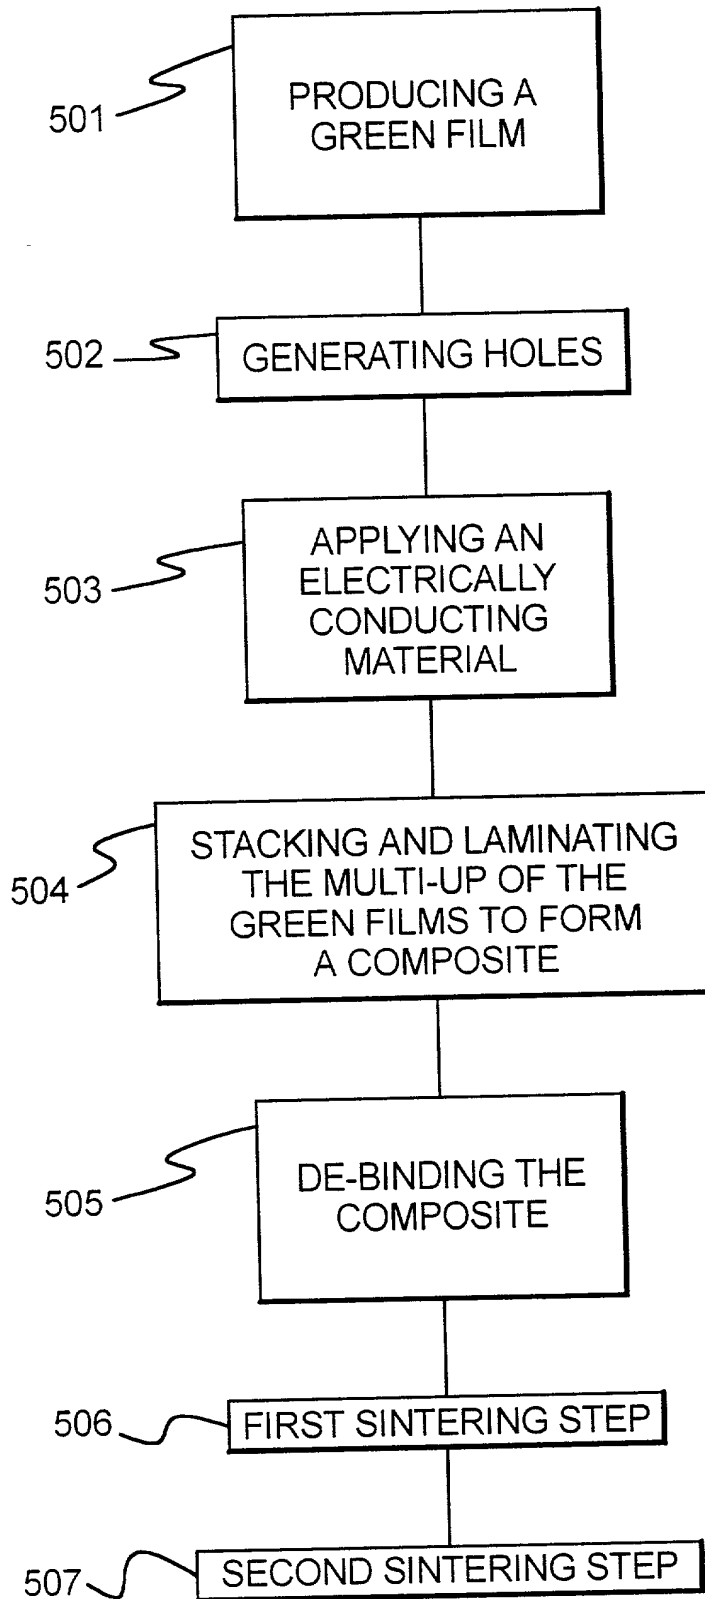 501
PRODUCING A
GREEN FILM
502
GENERATING HOLES
503
APPLYING AN
ELECTRICALLY
CONDUCTING
MATERIAL
504
STACKING AND LAMINATING
THE MULTI-UP OF THE
GREEN FILMS TO FORM
A COMPOSITE
505
DE-BINDING THE
COMPOSITE
506
FIRST SINTERING STEP
507
SECOND SINTERING STEP